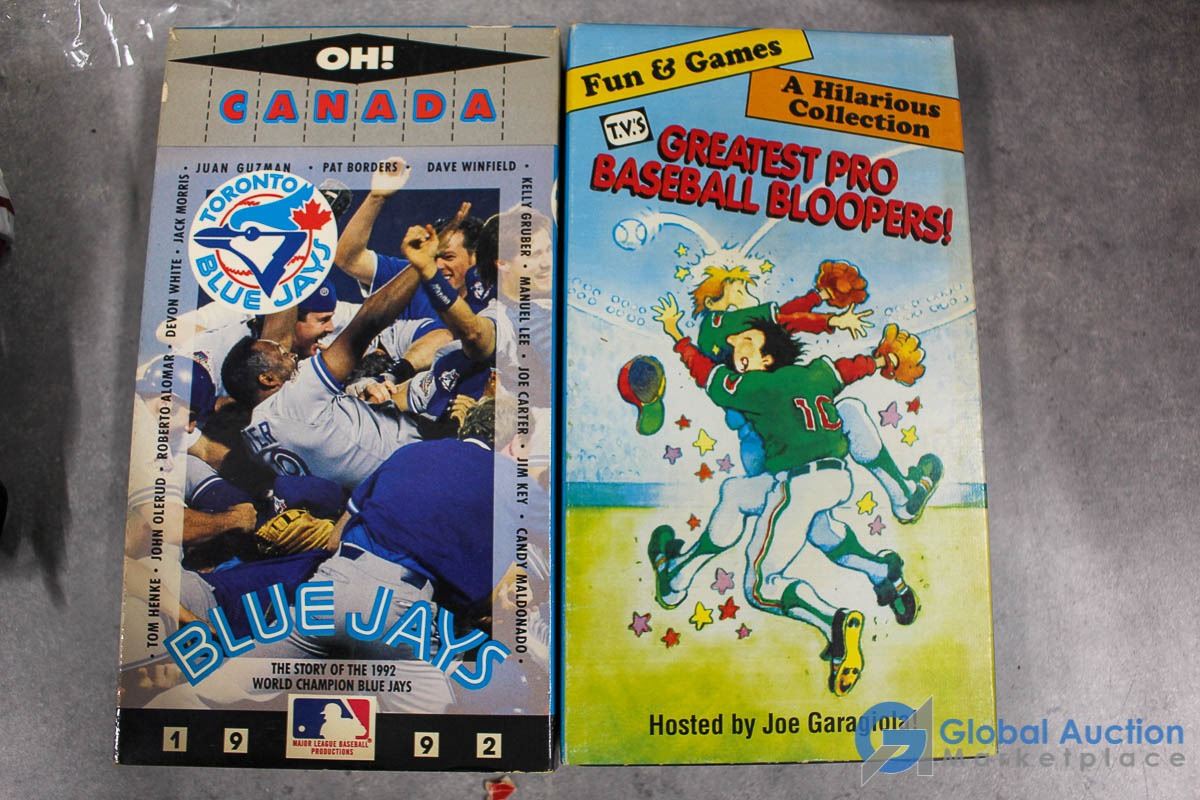 OH!
CANADA
JUAN GUZMAN • PAT BORDERS • DAVE WINFIELD •
TOM HENKE • JOHN OLERUD • ROBERTO ALOMAR • DEVON WHITE • JACK MORRIS •
KELLY GRUBER • MANUEL LEE • JOE CARTER • JIM KEY • CANDY MALDONADO •
TORONTO
BLUE JAYS
BLUE JAYS
THE STORY OF THE 1992
WORLD CHAMPION BLUE JAYS
1 9 9 2
MAJOR LEAGUE BASEBALL
PRODUCTIONS
Fun & Games
A Hilarious
Collection
T.V.'S
GREATEST PRO
BASEBALL BLOOPERS!
10
Hosted by Joe Garagiola!
Global Auction
Marketplace